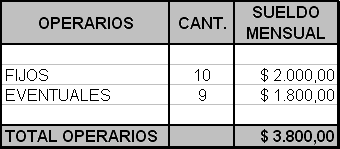 OPERARIOS CANT. SUELDO MENSUAL
FIJOS 10 $ 2.000,00
EVENTUALES 9 $ 1.800,00
TOTAL OPERARIOS $ 3.800,00